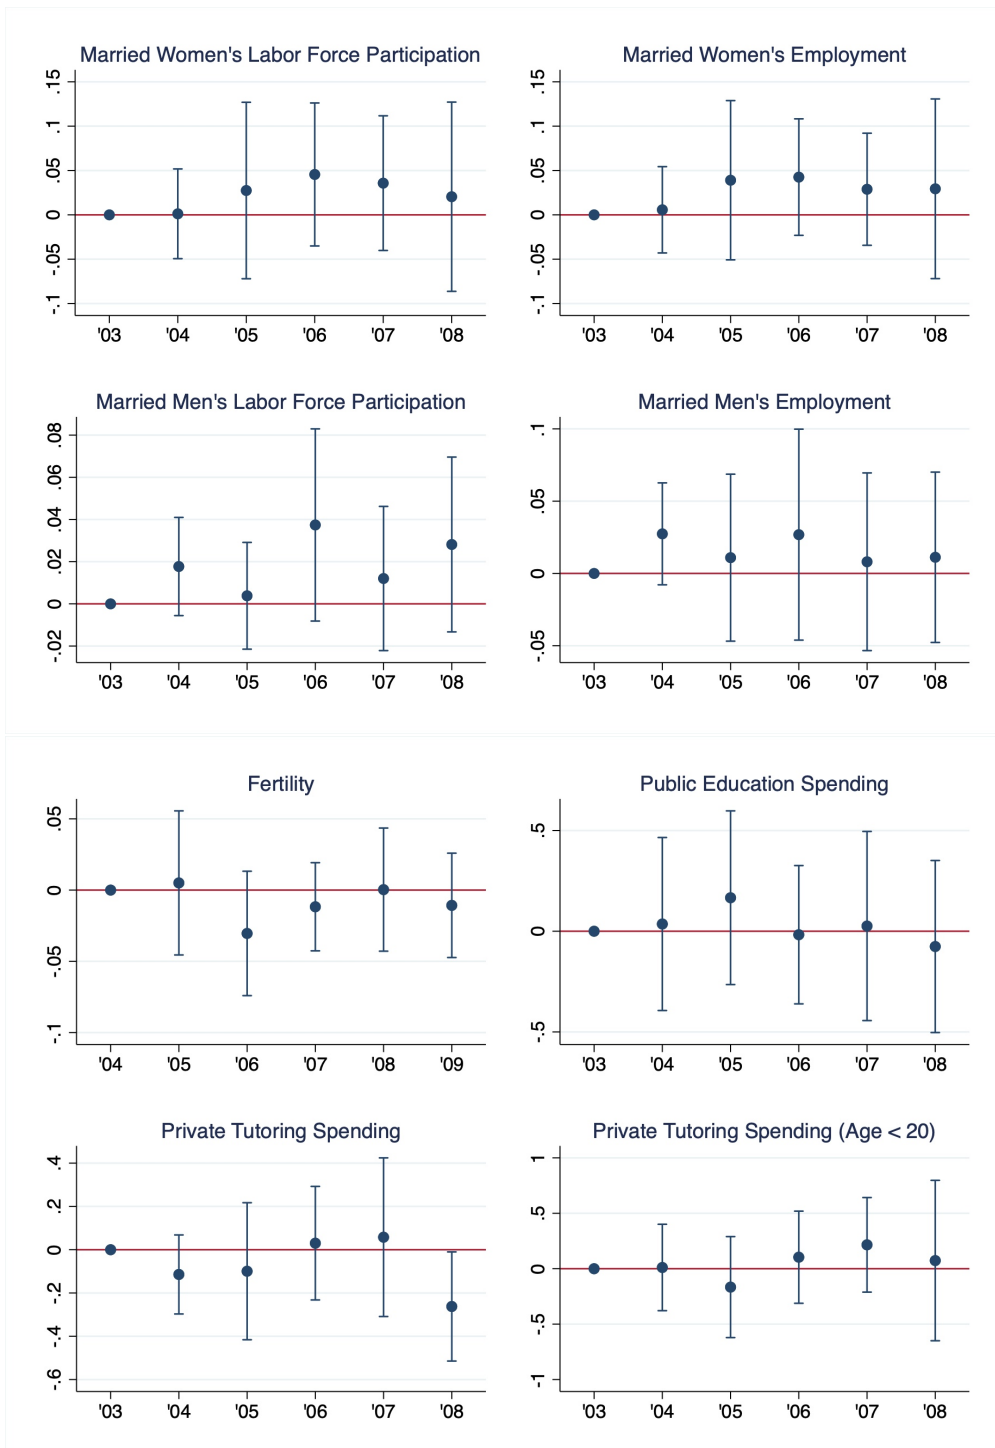 Married Women's Labor Force Participation
.15
.1
.05
0
-.05
-.1
'03 '04 '05 '06 '07 '08
Married Women's Employment
.15
.1
.05
0
-.05
-.1
'03 '04 '05 '06 '07 '08
Married Men's Labor Force Participation
.08
.06
.04
.02
0
-.02
'03 '04 '05 '06 '07 '08
Married Men's Employment
.1
.05
0
-.05
'03 '04 '05 '06 '07 '08
Fertility
.05
0
-.05
-.1
'04 '05 '06 '07 '08 '09
Public Education Spending
.5
0
-.5
'03 '04 '05 '06 '07 '08
Private Tutoring Spending
.4
.2
0
-.2
-.4
-.6
'03 '04 '05 '06 '07 '08
Private Tutoring Spending (Age < 20)
1
.5
0
-.5
-1
'03 '04 '05 '06 '07 '08